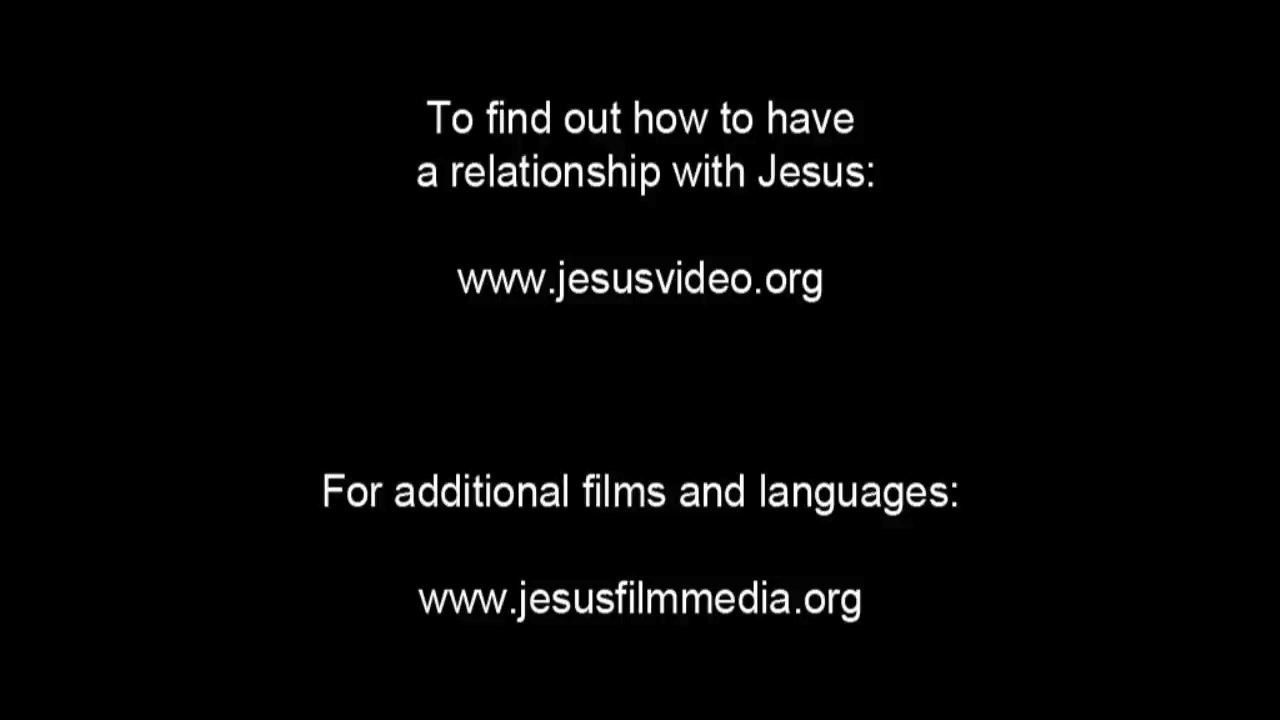 To find out how to have
a relationship with Jesus:
www.jesusvideo.org
For additional films and languages:
www.jesusfilmmedia.org